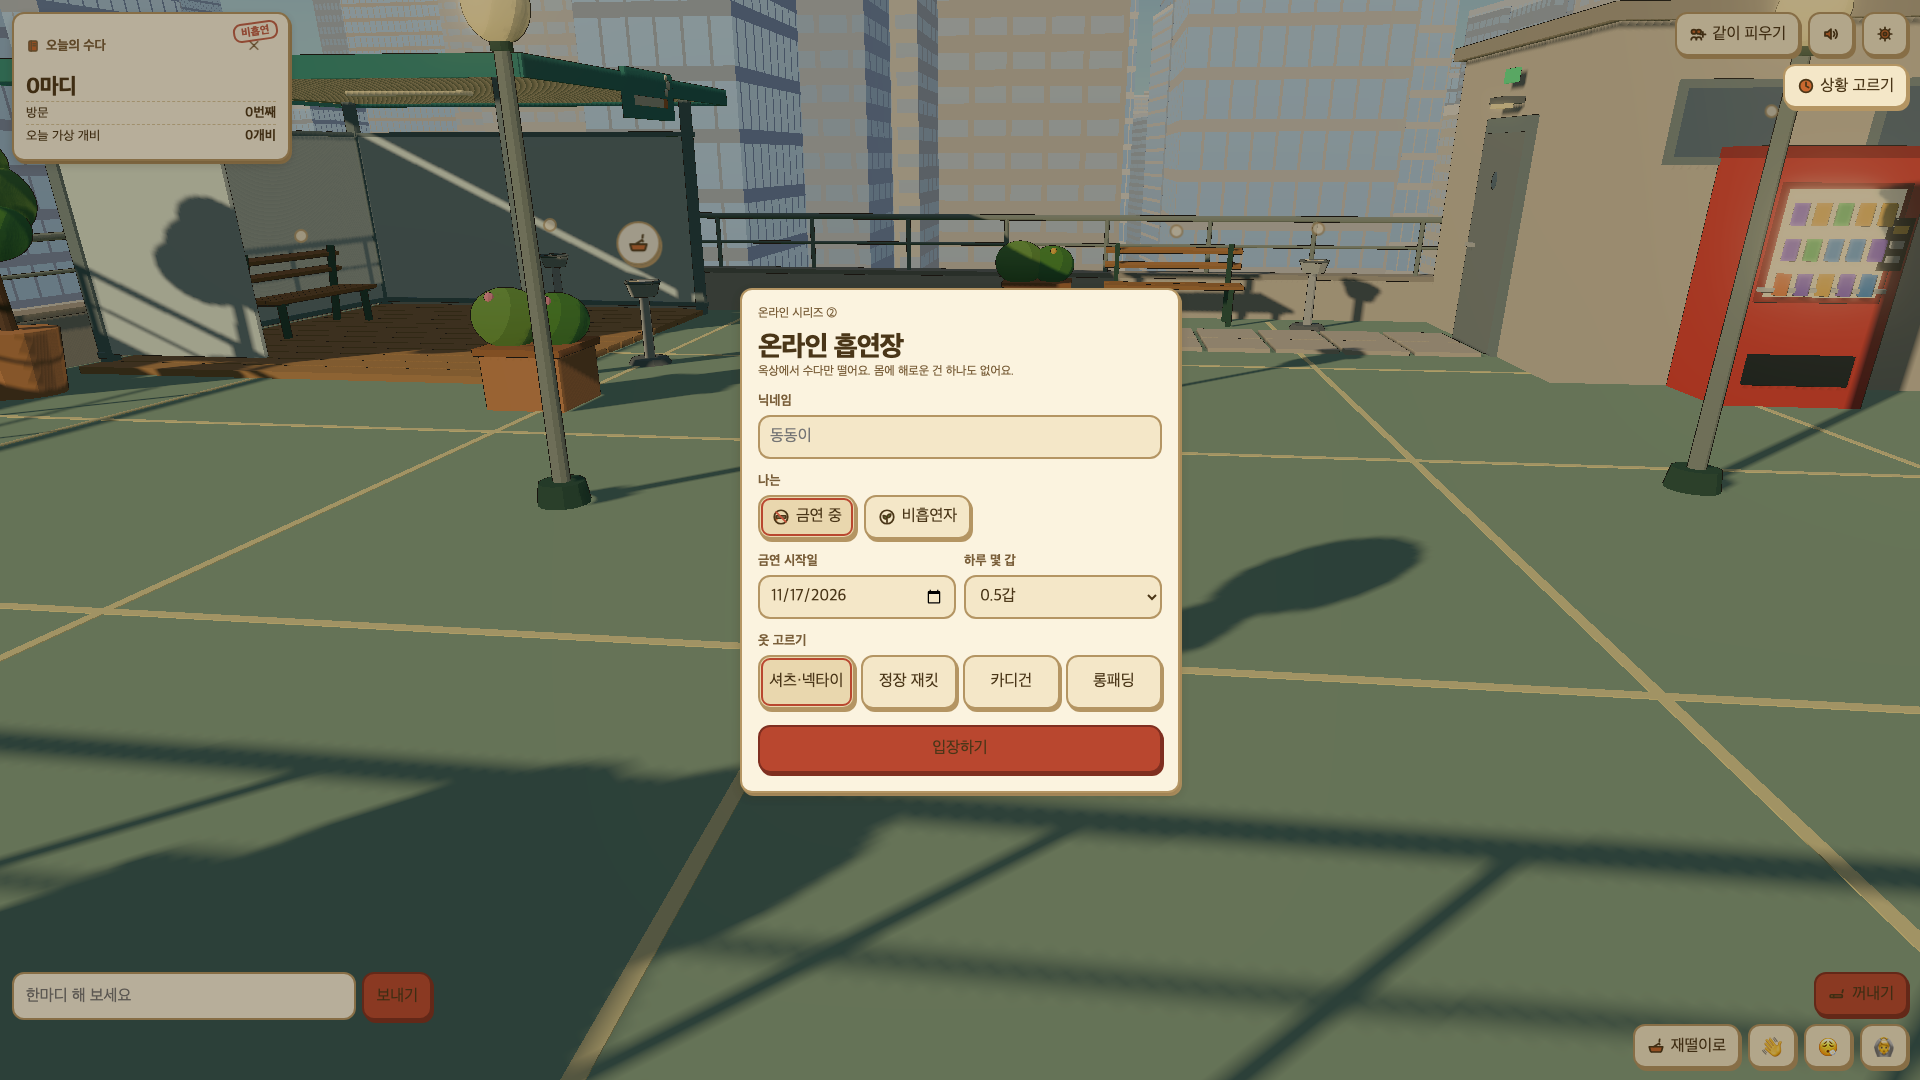 오늘의 수다
비흡연
0마디
방문 0번째
오늘 가상 개비 0개비
같이 피우기
상황 고르기
온라인 시리즈 ②
온라인 흡연장
옥상에서 수다만 떨어요. 몸에 해로운 건 하나도 없어요.
닉네임
동동이
나는
금연 중 비흡연자
금연 시작일 하루 몇 갑
11/17/2026 0.5갑
옷 고르기
셔츠·넥타이 정장 재킷 카디건 롱패딩
입장하기
한마디 해 보세요 보내기
꺼내기
재떨이로